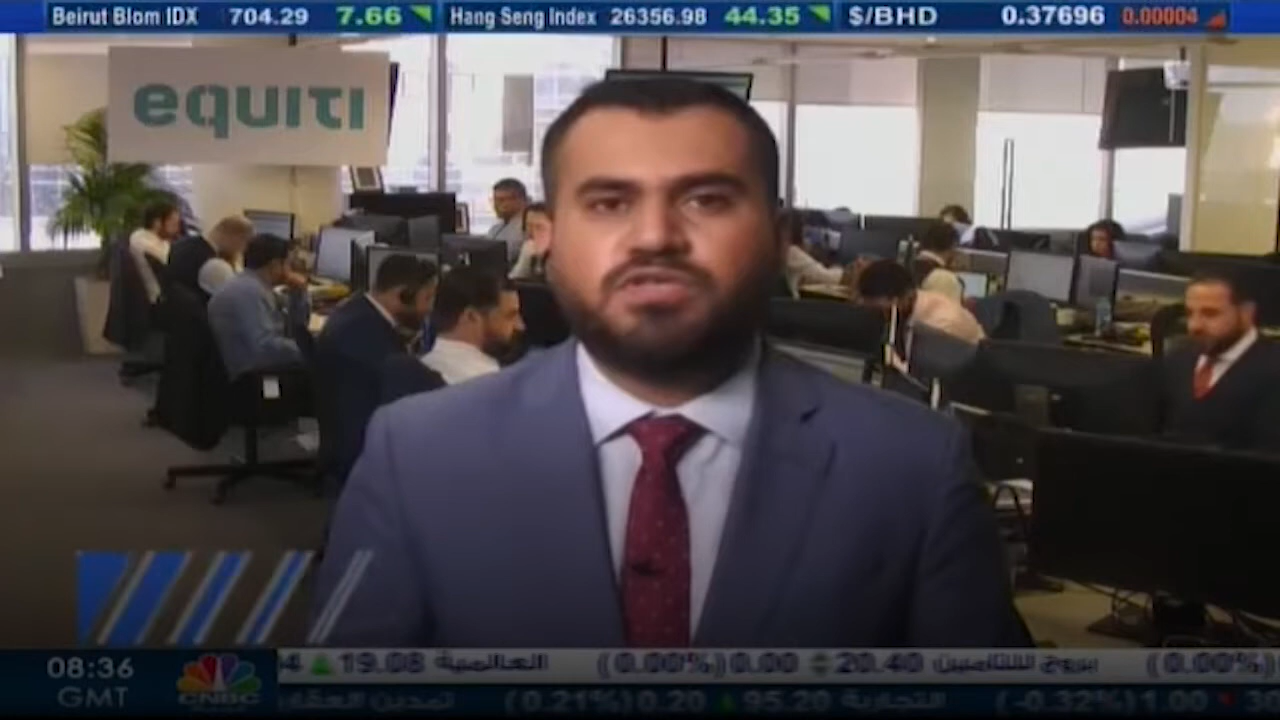 Beirut Blom IDX 704.29 7.66 Hang Seng Index 26356.98 44.35 $/BHD 0.37696 0.00004
equiti
08:36
GMT
CNBC
(0.00%) بروج للتأمين 20.40 0.00 (0.00%) العالمية 19.08
1.00 (-0.32%) التجارية 95.20 0.20 (0.21%) تمدين